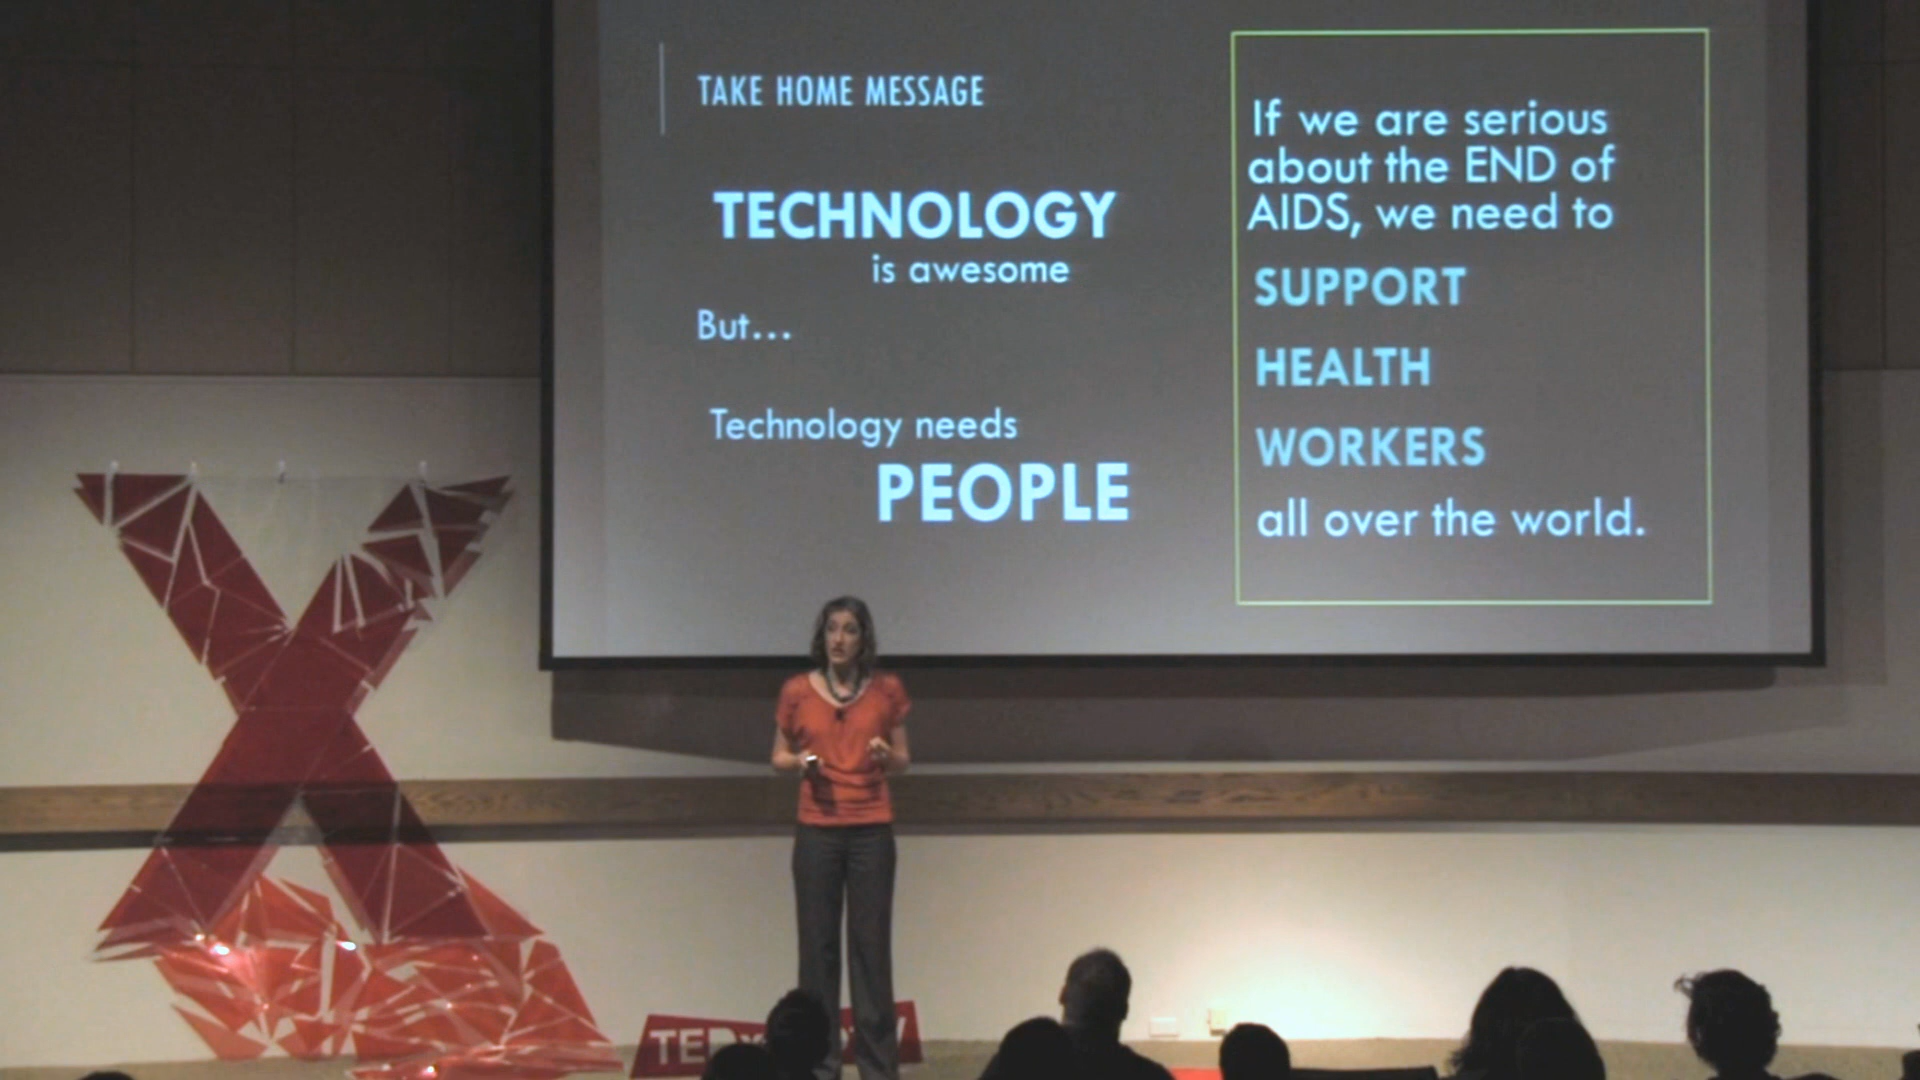 TAKE HOME MESSAGE
TECHNOLOGY
is awesome
But...
Technology needs
PEOPLE
If we are serious
about the END of
AIDS, we need to
SUPPORT
HEALTH
WORKERS
all over the world.